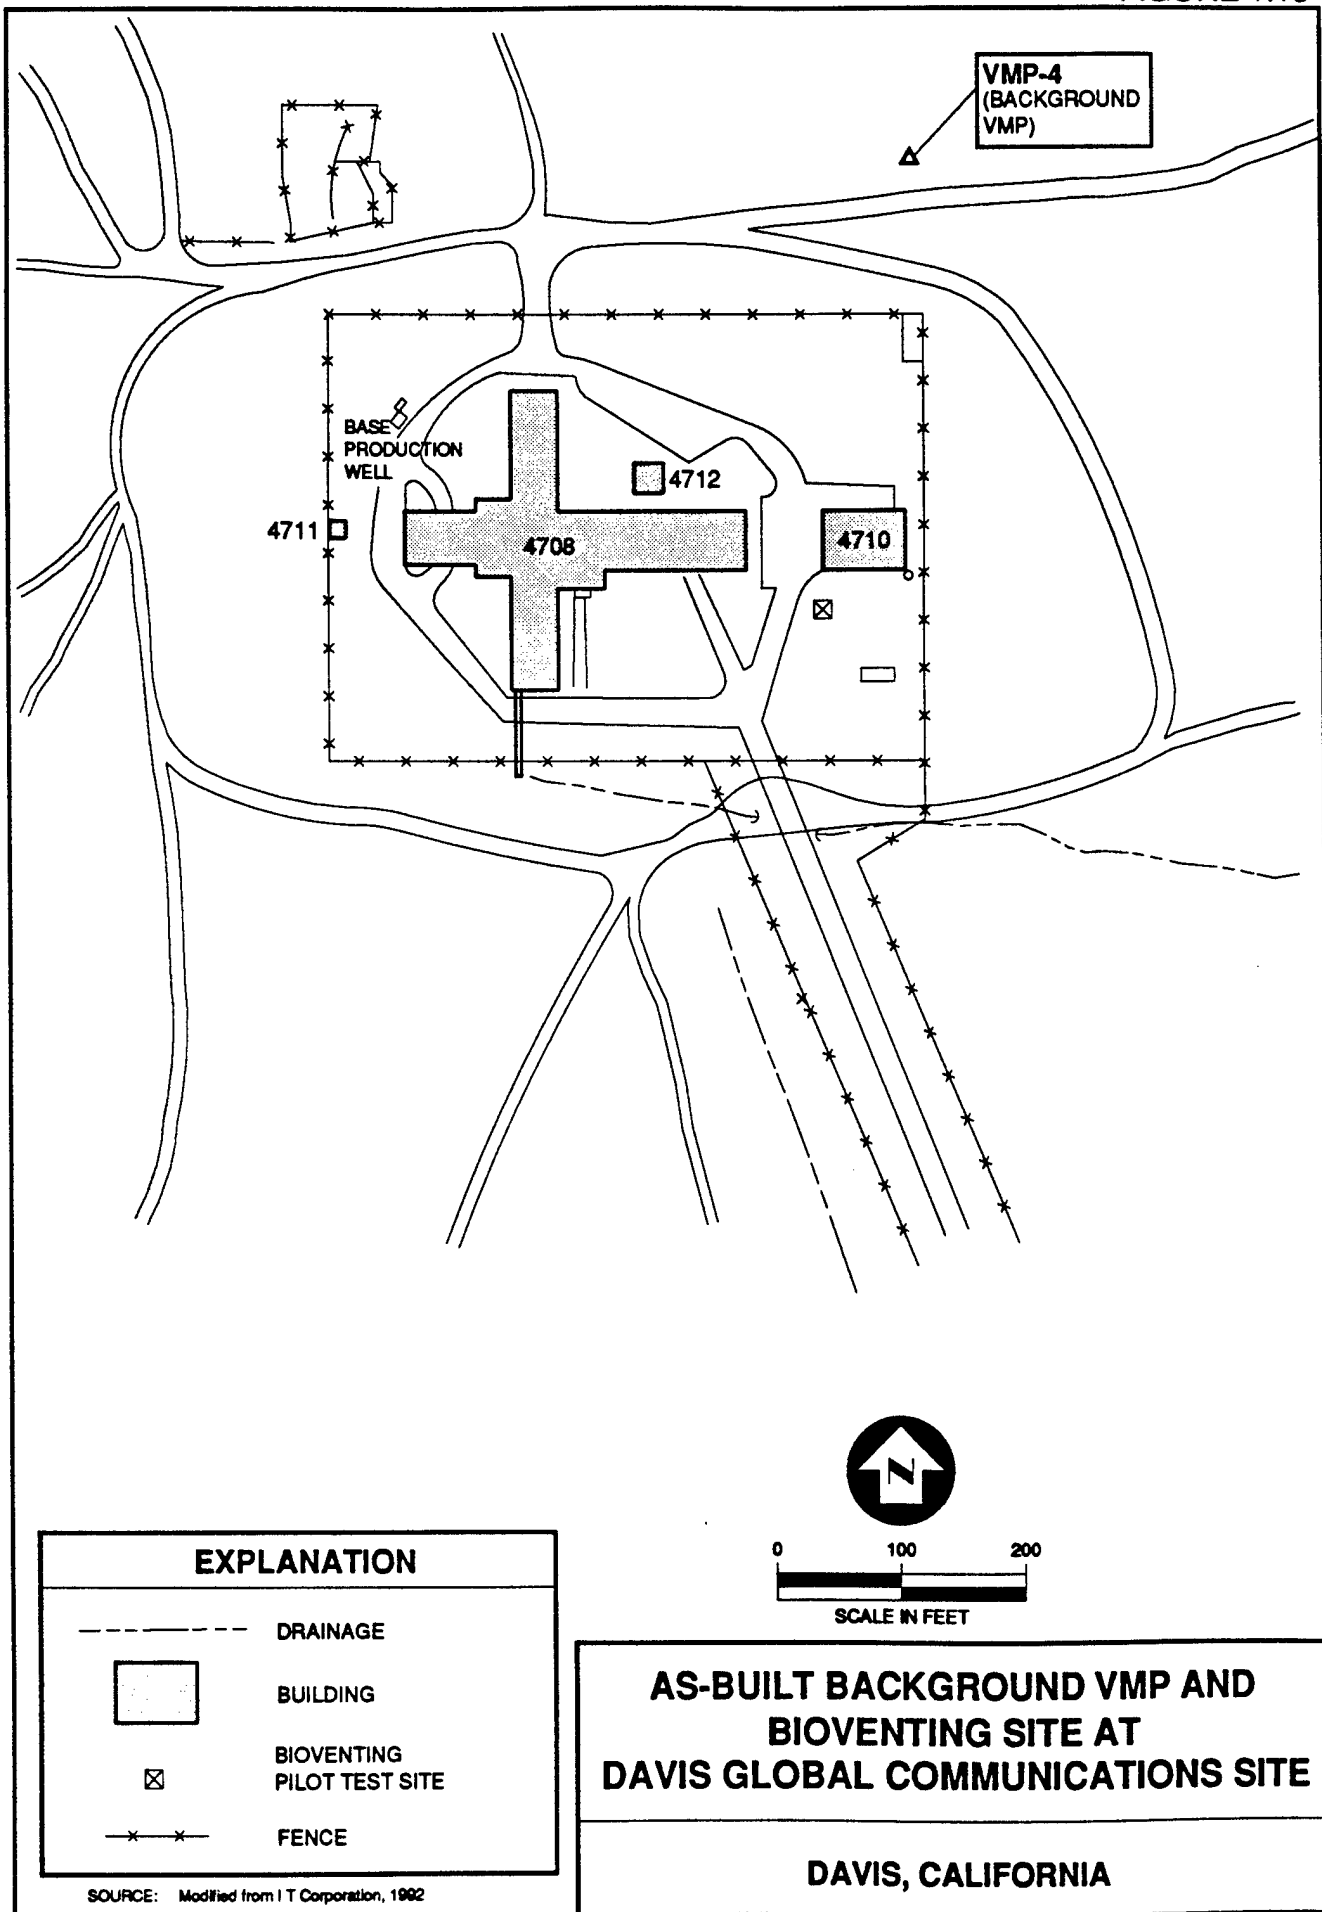 VMP-4
(BACKGROUND
VMP)
BASE
PRODUCTION
WELL
4712
4711
4708
4710
N
0 100 200
SCALE IN FEET
EXPLANATION
DRAINAGE
BUILDING
BIOVENTING
PILOT TEST SITE
FENCE
SOURCE: Modified from I T Corporation, 1992
AS-BUILT BACKGROUND VMP AND
BIOVENTING SITE AT
DAVIS GLOBAL COMMUNICATIONS SITE
DAVIS, CALIFORNIA